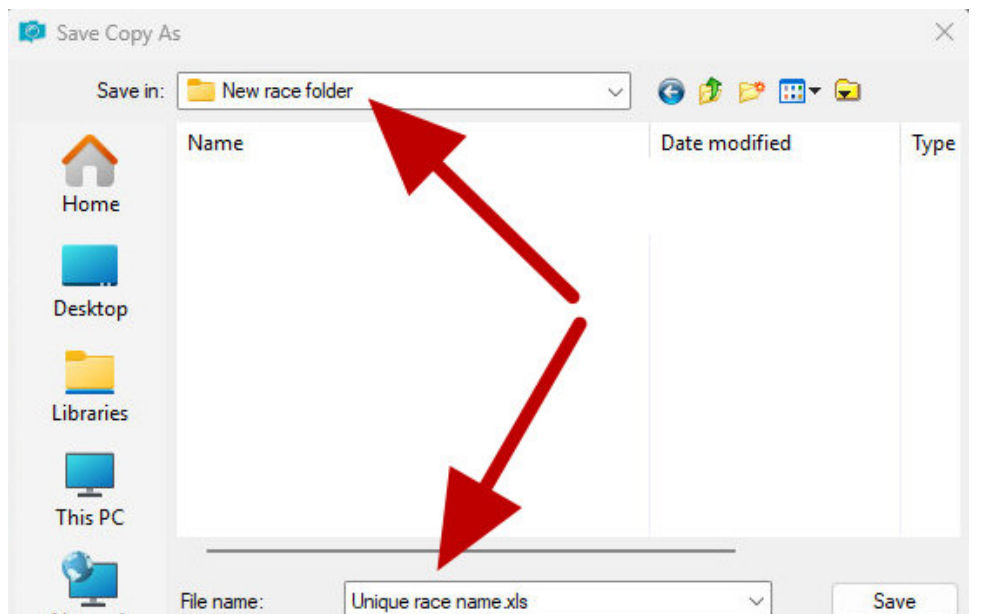 Save Copy As
Save in: New race folder
Name Date modified Type
Home
Desktop
Libraries
This PC
File name: Unique race name.xls Save